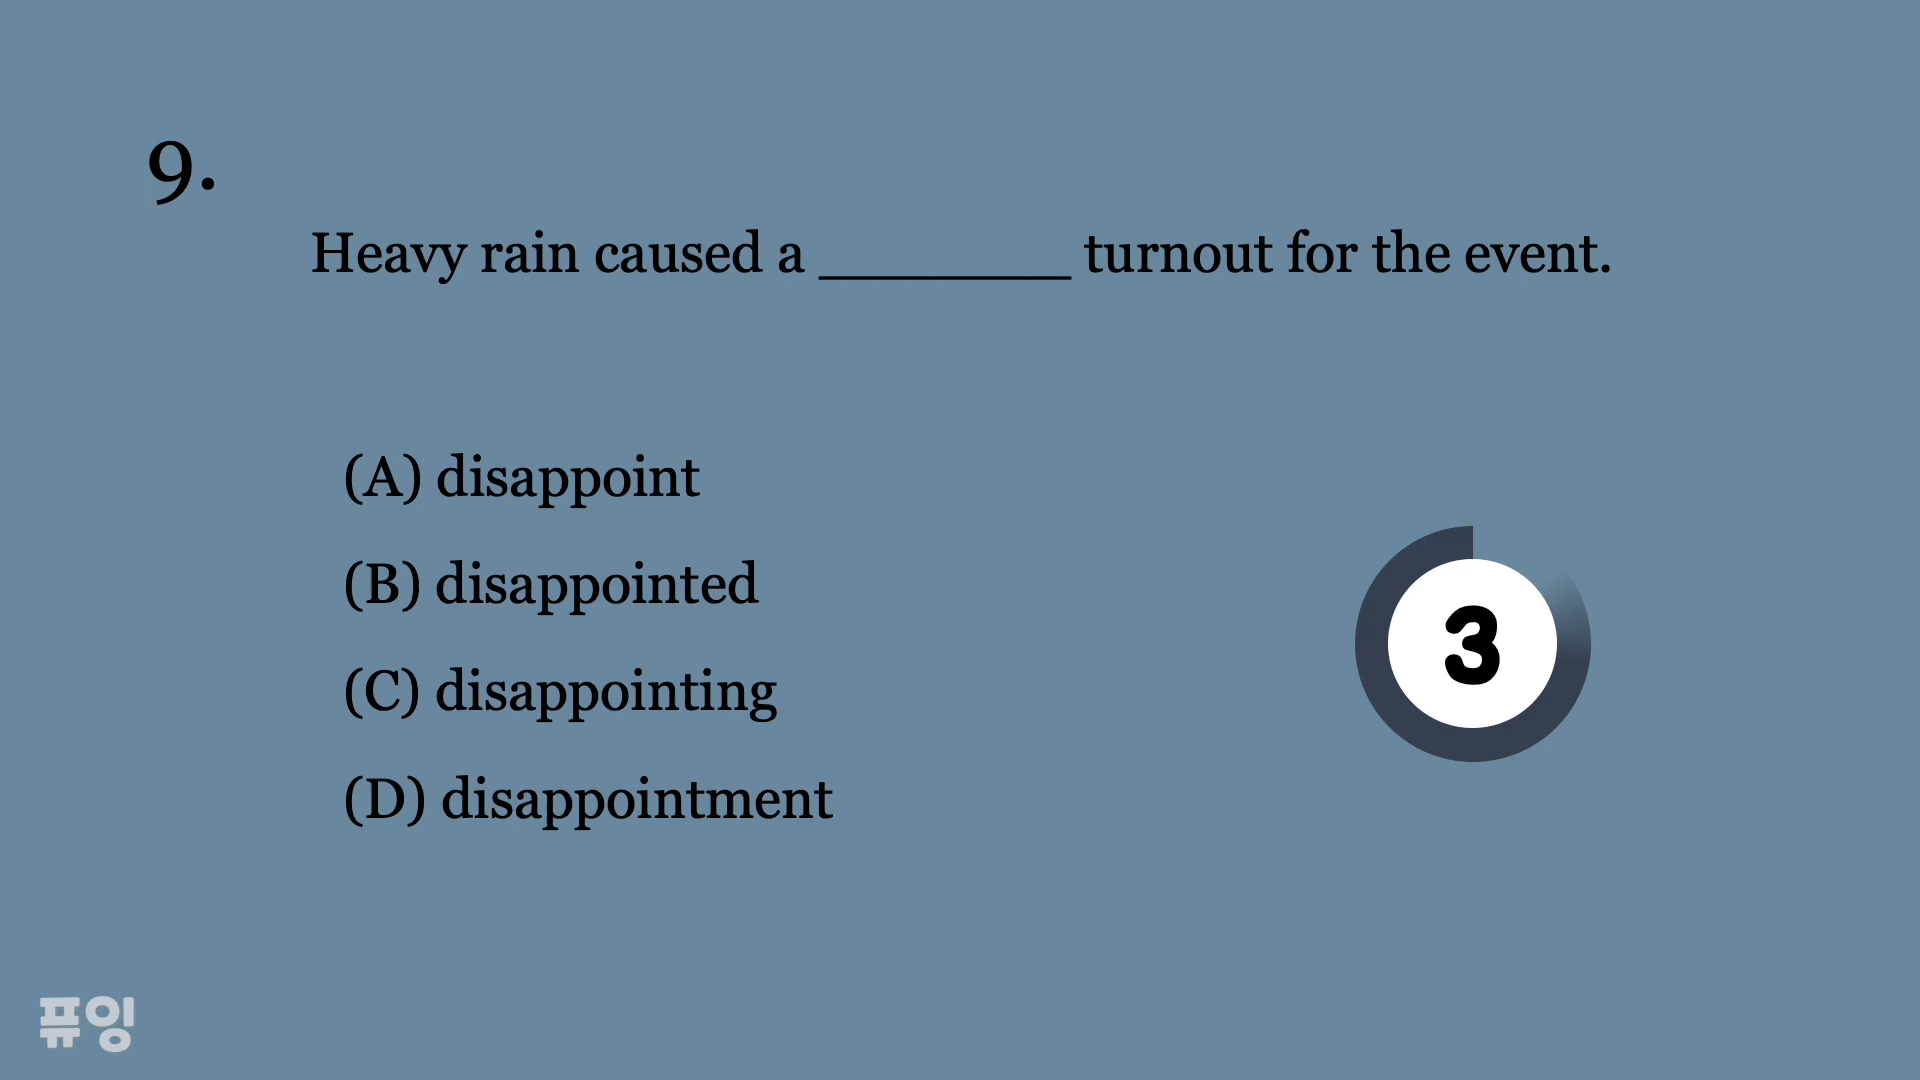 9.
Heavy rain caused a ________ turnout for the event.
(A) disappoint
(B) disappointed
(C) disappointing
(D) disappointment
3
퓨잉